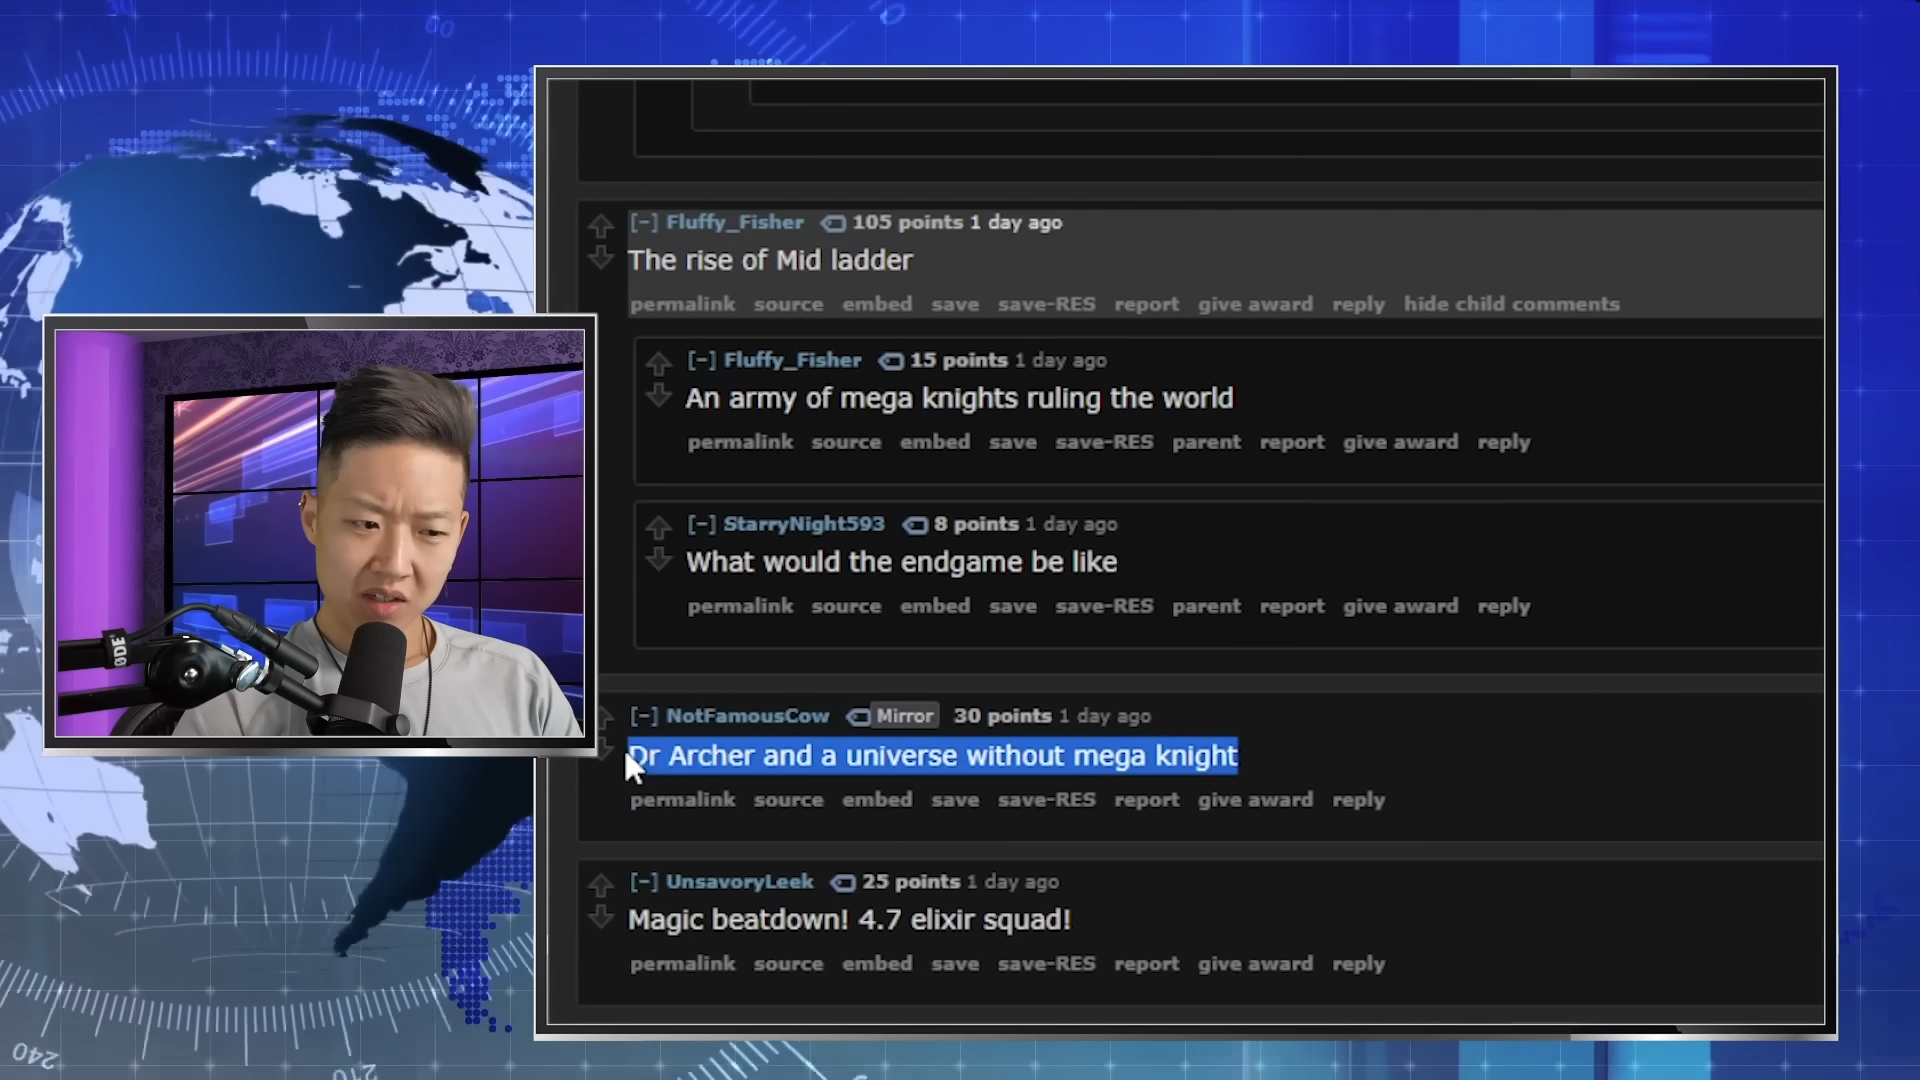 [-] Fluffy_Fisher 105 points 1 day ago
The rise of Mid ladder
permalink source embed save save-RES report give award reply hide child comments
[-] Fluffy_Fisher 15 points 1 day ago
An army of mega knights ruling the world
permalink source embed save save-RES parent report give award reply
[-] StarryNight593 8 points 1 day ago
What would the endgame be like
permalink source embed save save-RES parent report give award reply
[-] NotFamousCow Mirror 30 points 1 day ago
Dr Archer and a universe without mega knight
permalink source embed save save-RES report give award reply
[-] UnsavoryLeek 25 points 1 day ago
Magic beatdown! 4.7 elixir squad!
permalink source embed save save-RES report give award reply
RØDE
60
240
210